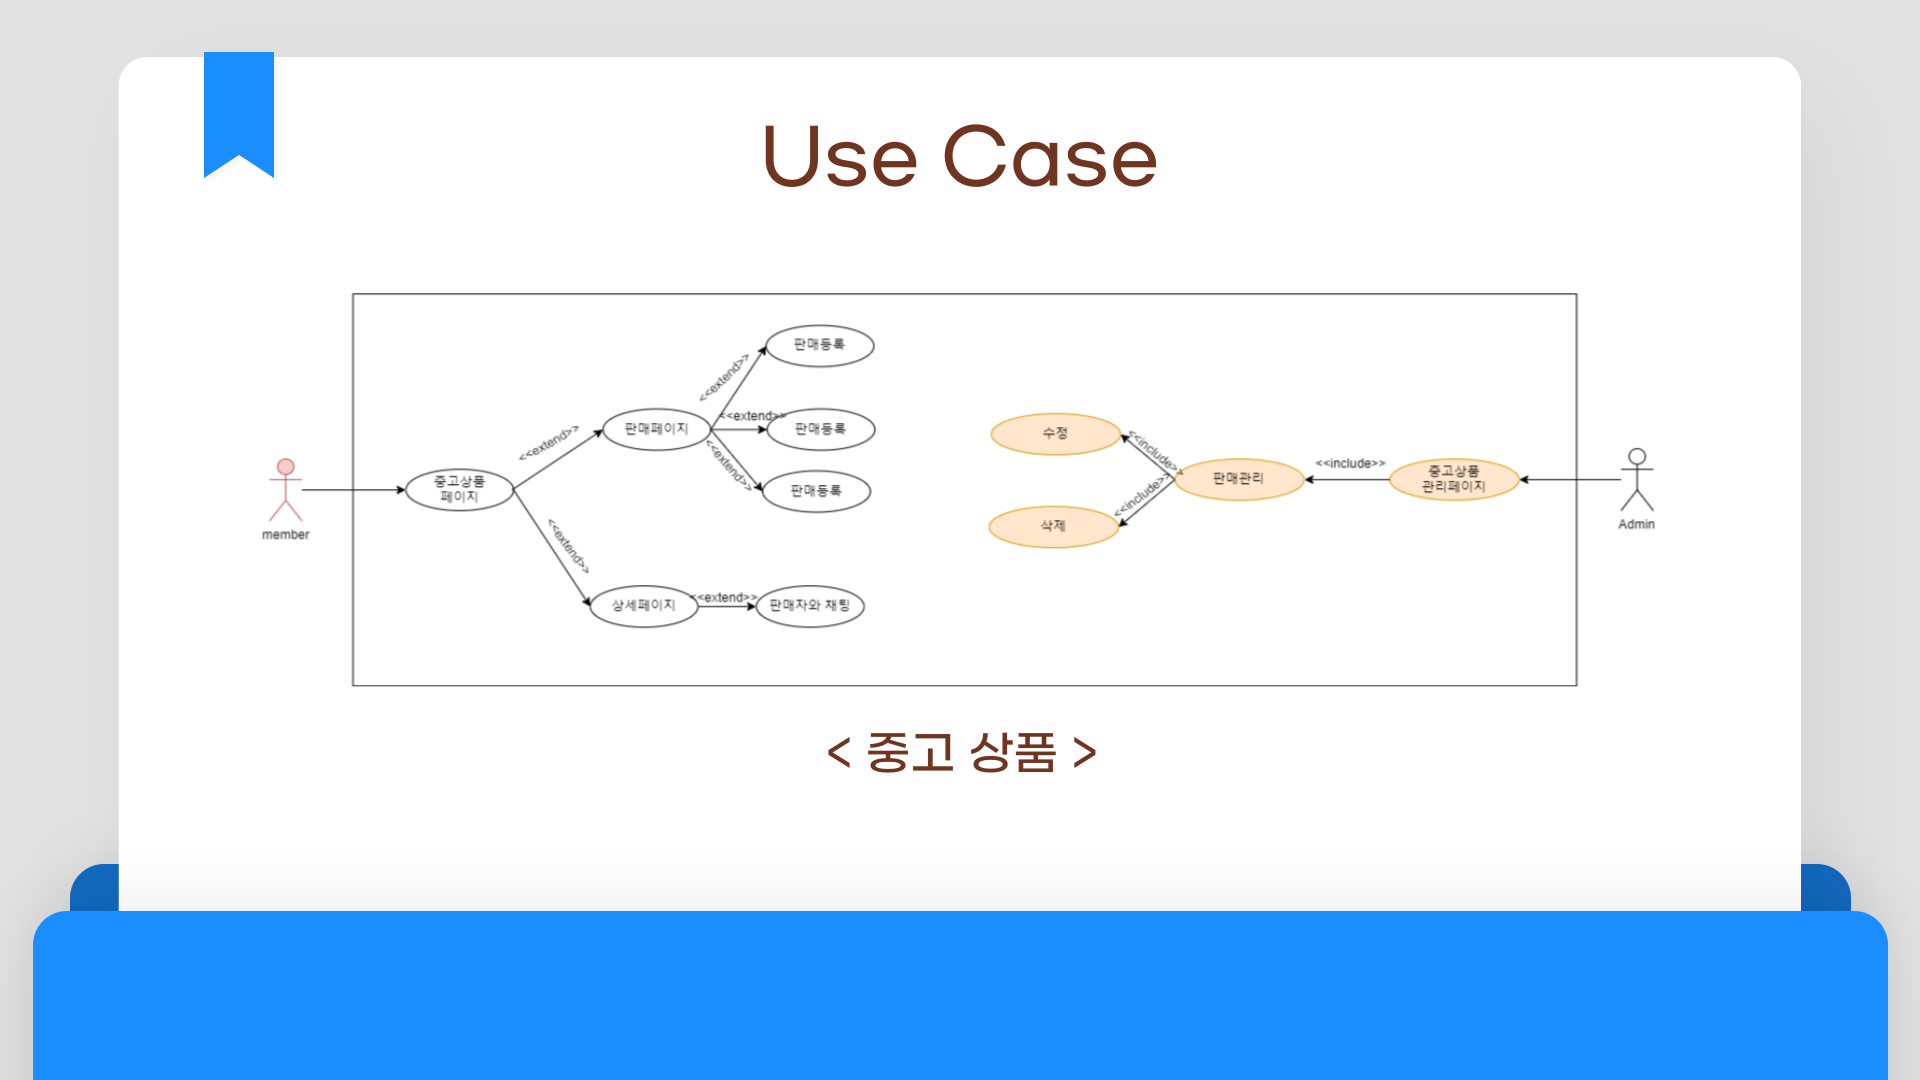 Use Case
판매등록
<<extend>>
<<extend>>
판매페이지
판매등록
<<extend>>
<<extend>>
판매등록
중고상품
페이지
member
<<extend>>
상세페이지
<<extend>>
판매자와 채팅
수정
<<include>>
판매관리
<<include>>
중고상품
관리페이지
<<include>>
삭제
Admin
< 중고 상품 >